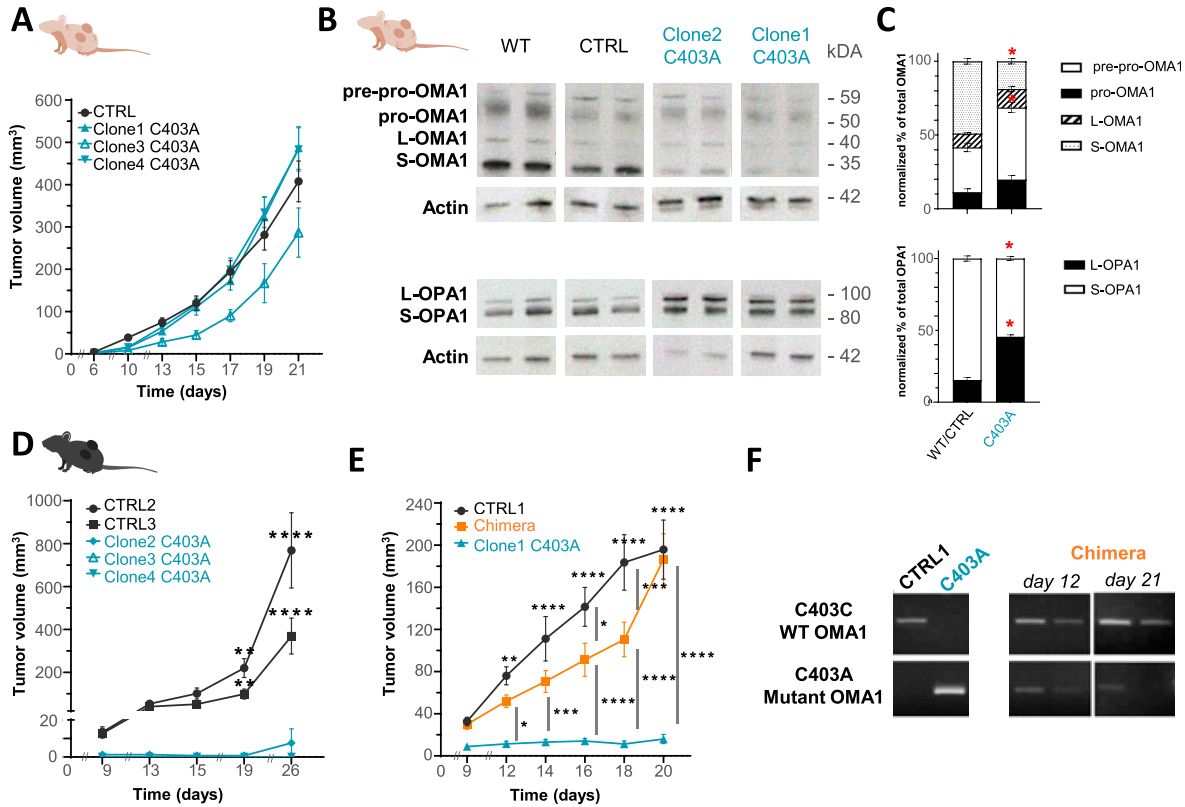 A
CTRL
Clone1 C403A
Clone3 C403A
Clone4 C403A
Tumor volume (mm³)
600
500
400
300
200
100
0
0 6 10 13 15 17 19 21
Time (days)
B
WT CTRL Clone2 C403A Clone1 C403A kDA
pre-pro-OMA1
pro-OMA1
L-OMA1
S-OMA1
Actin
- 59
- 50
- 40
- 35
- 42
L-OPA1
S-OPA1
Actin
- 100
- 80
- 42
C
normalized % of total OMA1
100
50
0
*
*
pre-pro-OMA1
pro-OMA1
L-OMA1
S-OMA1
normalized % of total OPA1
100
50
0
*
*
L-OPA1
S-OPA1
WT/CTRL C403A
D
CTRL2
CTRL3
Clone2 C403A
Clone3 C403A
Clone4 C403A
Tumor volume (mm³)
1000
800
600
400
200
20
0
****
****
**
**
0 9 13 15 19 26
Time (days)
E
CTRL1
Chimera
Clone1 C403A
Tumor volume (mm³)
240
200
160
120
80
40
0
** **** **** **** ****
* ***
* *** **** **** ****
0 9 12 14 16 18 20
Time (days)
F
CTRL1 C403A
Chimera
day 12 day 21
C403C
WT OMA1
C403A
Mutant OMA1